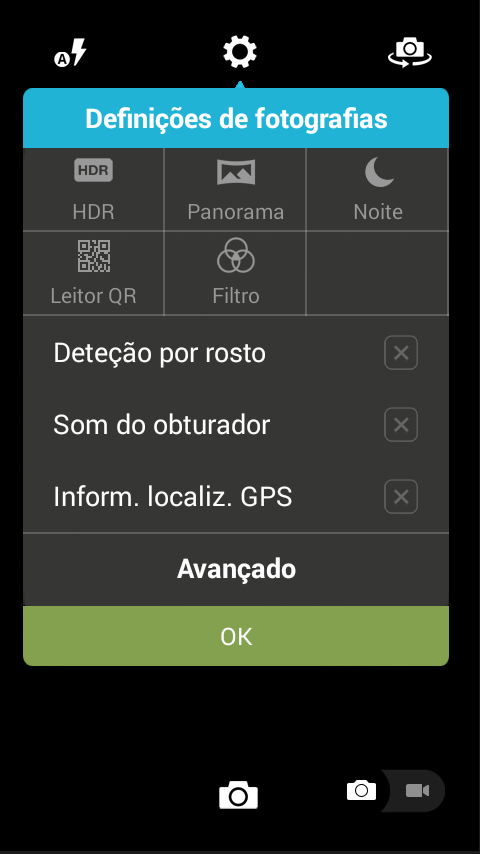 A
Definições de fotografias
HDR
HDR
Panorama
Noite
Leitor QR
Filtro
Deteção por rosto
Som do obturador
Inform. localiz. GPS
Avançado
OK